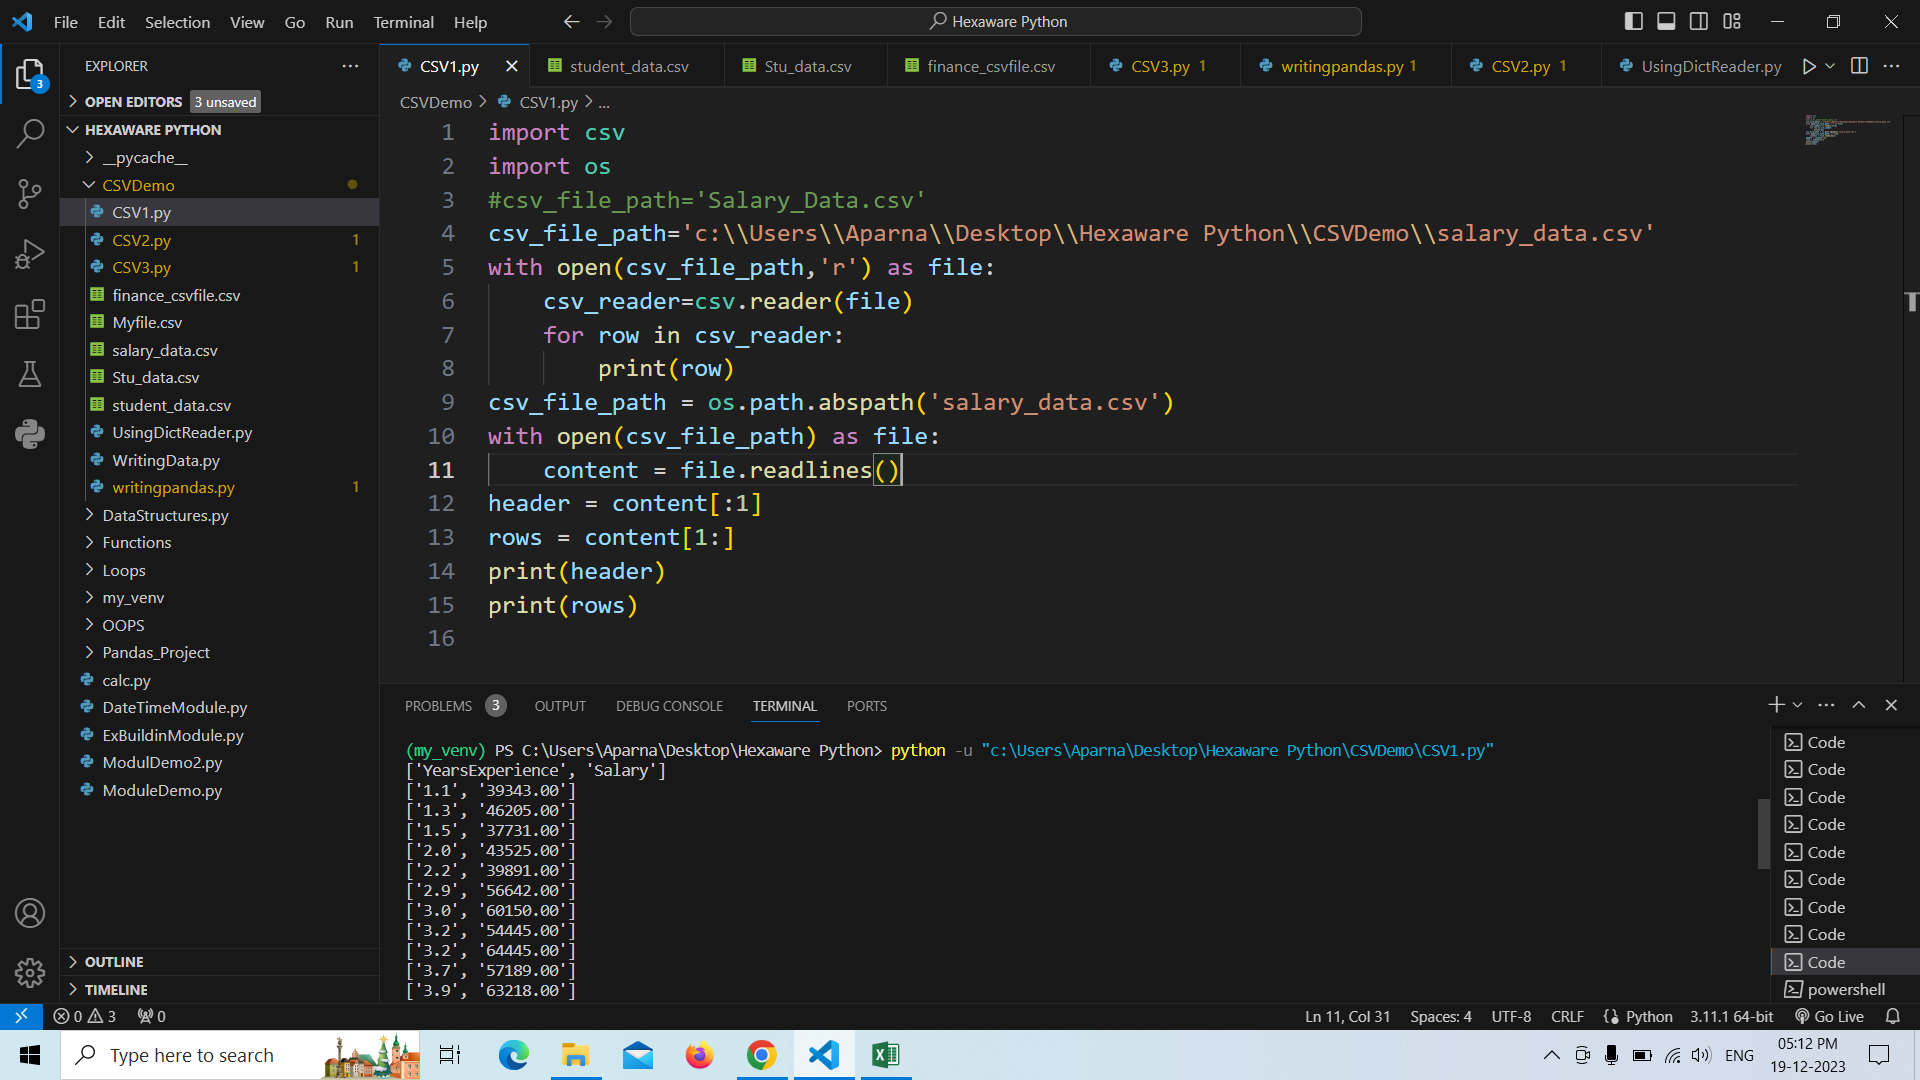 File Edit Selection View Go Run Terminal Help
Hexaware Python
EXPLORER
OPEN EDITORS 3 unsaved
HEXAWARE PYTHON
__pycache__
CSVDemo
CSV1.py
CSV2.py 1
CSV3.py 1
finance_csvfile.csv
Myfile.csv
salary_data.csv
Stu_data.csv
student_data.csv
UsingDictReader.py
WritingData.py
writingpandas.py 1
DataStructures.py
Functions
Loops
my_venv
OOPS
Pandas_Project
calc.py
DateTimeModule.py
ExBuildinModule.py
ModulDemo2.py
ModuleDemo.py
OUTLINE
TIMELINE
3
CSV1.py student_data.csv Stu_data.csv finance_csvfile.csv CSV3.py 1 writingpandas.py 1 CSV2.py 1 UsingDictReader.py
CSVDemo > CSV1.py > ...
1 import csv
2 import os
3 #csv_file_path='Salary_Data.csv'
4 csv_file_path='c:\\Users\\Aparna\\Desktop\\Hexaware Python\\CSVDemo\\salary_data.csv'
5 with open(csv_file_path,'r') as file:
6 csv_reader=csv.reader(file)
7 for row in csv_reader:
8 print(row)
9 csv_file_path = os.path.abspath('salary_data.csv')
10 with open(csv_file_path) as file:
11 content = file.readlines()
12 header = content[:1]
13 rows = content[1:]
14 print(header)
15 print(rows)
16
PROBLEMS 3 OUTPUT DEBUG CONSOLE TERMINAL PORTS
(my_venv) PS C:\Users\Aparna\Desktop\Hexaware Python> python -u "c:\Users\Aparna\Desktop\Hexaware Python\CSVDemo\CSV1.py"
['YearsExperience', 'Salary']
['1.1', '39343.00']
['1.3', '46205.00']
['1.5', '37731.00']
['2.0', '43525.00']
['2.2', '39891.00']
['2.9', '56642.00']
['3.0', '60150.00']
['3.2', '54445.00']
['3.2', '64445.00']
['3.7', '57189.00']
['3.9', '63218.00']
Code
Code
Code
Code
Code
Code
Code
Code
Code
powershell
0 3 0 Ln 11, Col 31 Spaces: 4 UTF-8 CRLF Python 3.11.1 64-bit Go Live
Type here to search
ENG
05:12 PM
19-12-2023